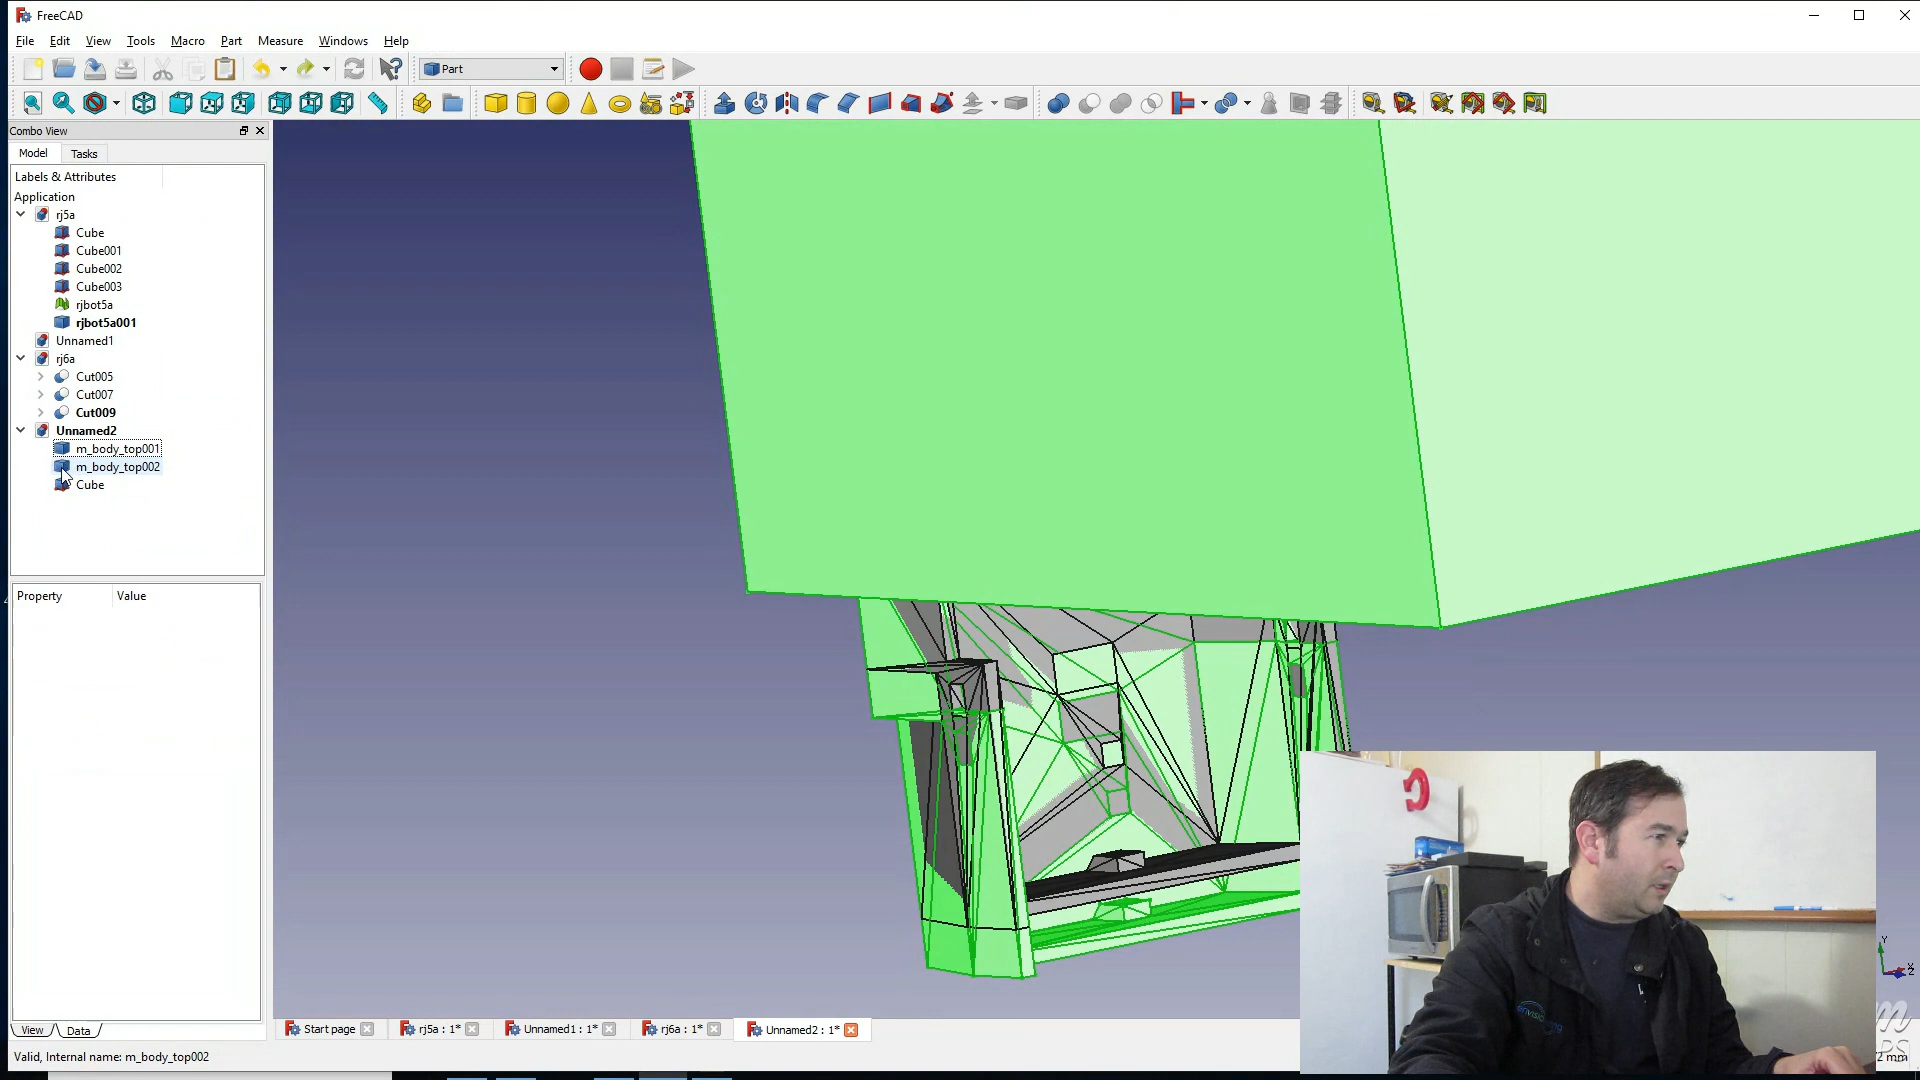 FreeCAD
File Edit View Tools Macro Part Measure Windows Help
Part
Combo View
Model Tasks
Labels & Attributes
Application
rj5a
Cube
Cube001
Cube002
Cube003
rjbot5a
rjbot5a001
Unnamed1
rj6a
Cut005
Cut007
Cut009
Unnamed2
m_body_top001
m_body_top002
Cube
Property Value
View Data
Start page rj5a : 1* Unnamed1 : 1* rj6a : 1* Unnamed2 : 1*
Valid, Internal name: m_body_top002
Y
Z
mm